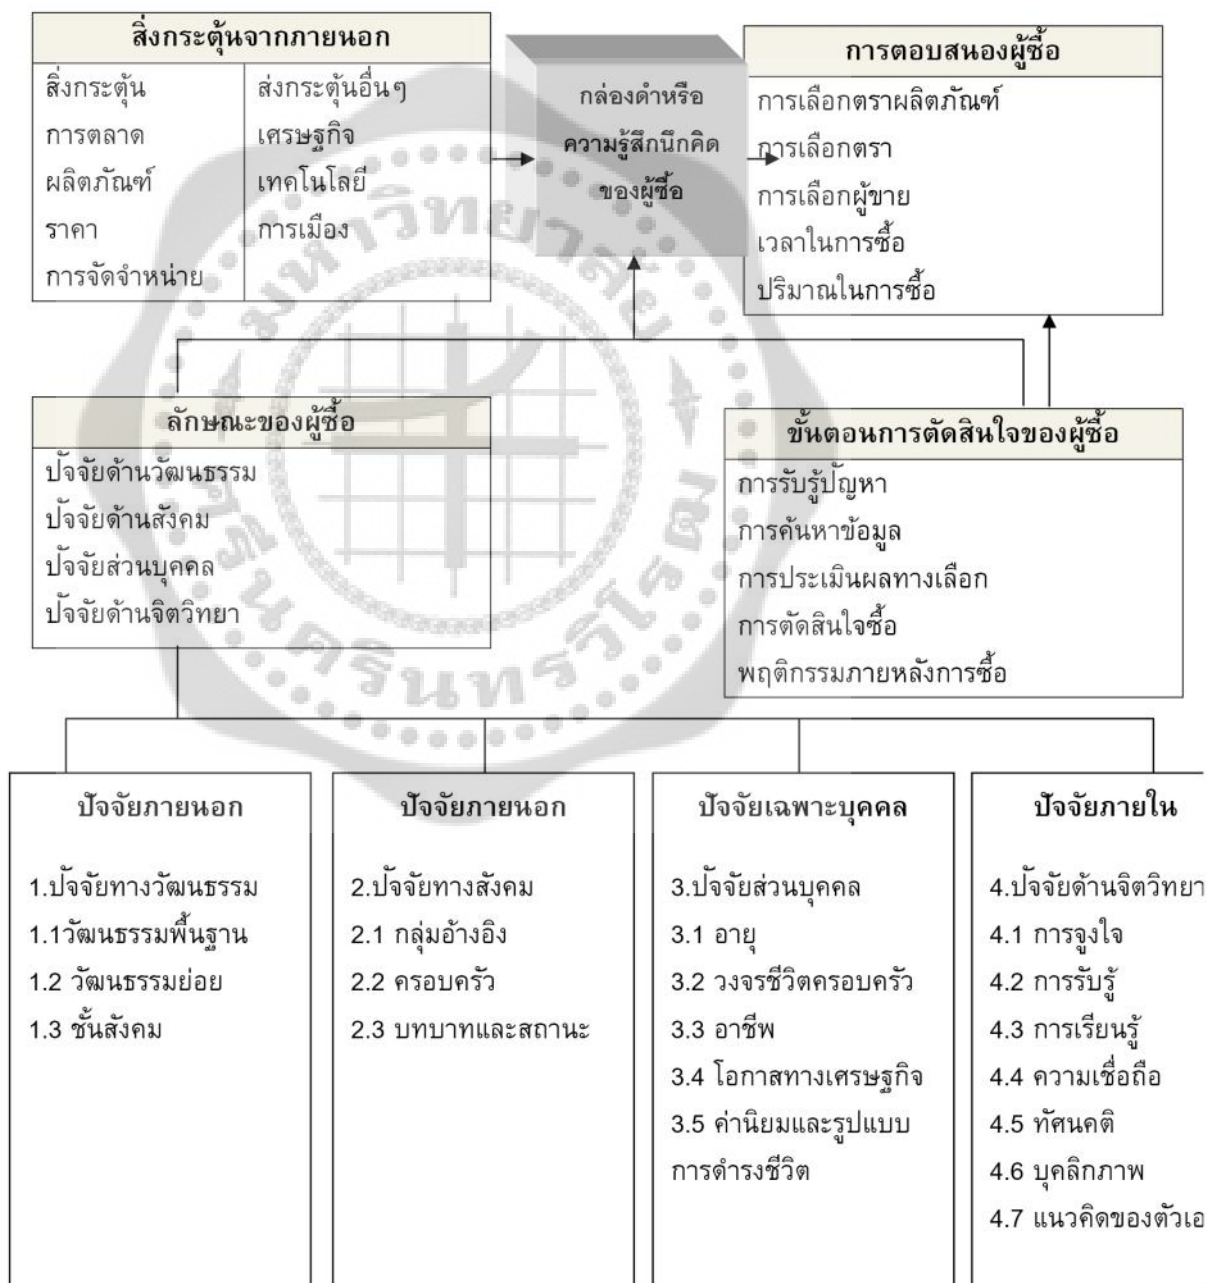 สิ่งกระตุ้นจากภายนอก
สิ่งกระตุ้น
การตลาด
ผลิตภัณฑ์
ราคา
การจัดจำหน่าย
ส่งกระตุ้นอื่นๆ
เศรษฐกิจ
เทคโนโลยี
การเมือง
กล่องดำหรือ
ความรู้สึกนึกคิด
ของผู้ซื้อ
การตอบสนองผู้ซื้อ
การเลือกตราผลิตภัณฑ์
การเลือกตรา
การเลือกผู้ขาย
เวลาในการซื้อ
ปริมาณในการซื้อ
ลักษณะของผู้ซื้อ
ปัจจัยด้านวัฒนธรรม
ปัจจัยด้านสังคม
ปัจจัยส่วนบุคคล
ปัจจัยด้านจิตวิทยา
ขั้นตอนการตัดสินใจของผู้ซื้อ
การรับรู้ปัญหา
การค้นหาข้อมูล
การประเมินผลทางเลือก
การตัดสินใจซื้อ
พฤติกรรมภายหลังการซื้อ
มหาวิทยาลัย
ศรีนครินทรวิโรฒ
ปัจจัยภายนอก
1.ปัจจัยทางวัฒนธรรม
1.1วัฒนธรรมพื้นฐาน
1.2 วัฒนธรรมย่อย
1.3 ชั้นสังคม
ปัจจัยภายนอก
2.ปัจจัยทางสังคม
2.1 กลุ่มอ้างอิง
2.2 ครอบครัว
2.3 บทบาทและสถานะ
ปัจจัยเฉพาะบุคคล
3.ปัจจัยส่วนบุคคล
3.1 อายุ
3.2 วงจรชีวิตครอบครัว
3.3 อาชีพ
3.4 โอกาสทางเศรษฐกิจ
3.5 ค่านิยมและรูปแบบ
การดำรงชีวิต
ปัจจัยภายใน
4.ปัจจัยด้านจิตวิทยา
4.1 การจูงใจ
4.2 การรับรู้
4.3 การเรียนรู้
4.4 ความเชื่อถือ
4.5 ทัศนคติ
4.6 บุคลิกภาพ
4.7 แนวคิดของตัวเอ